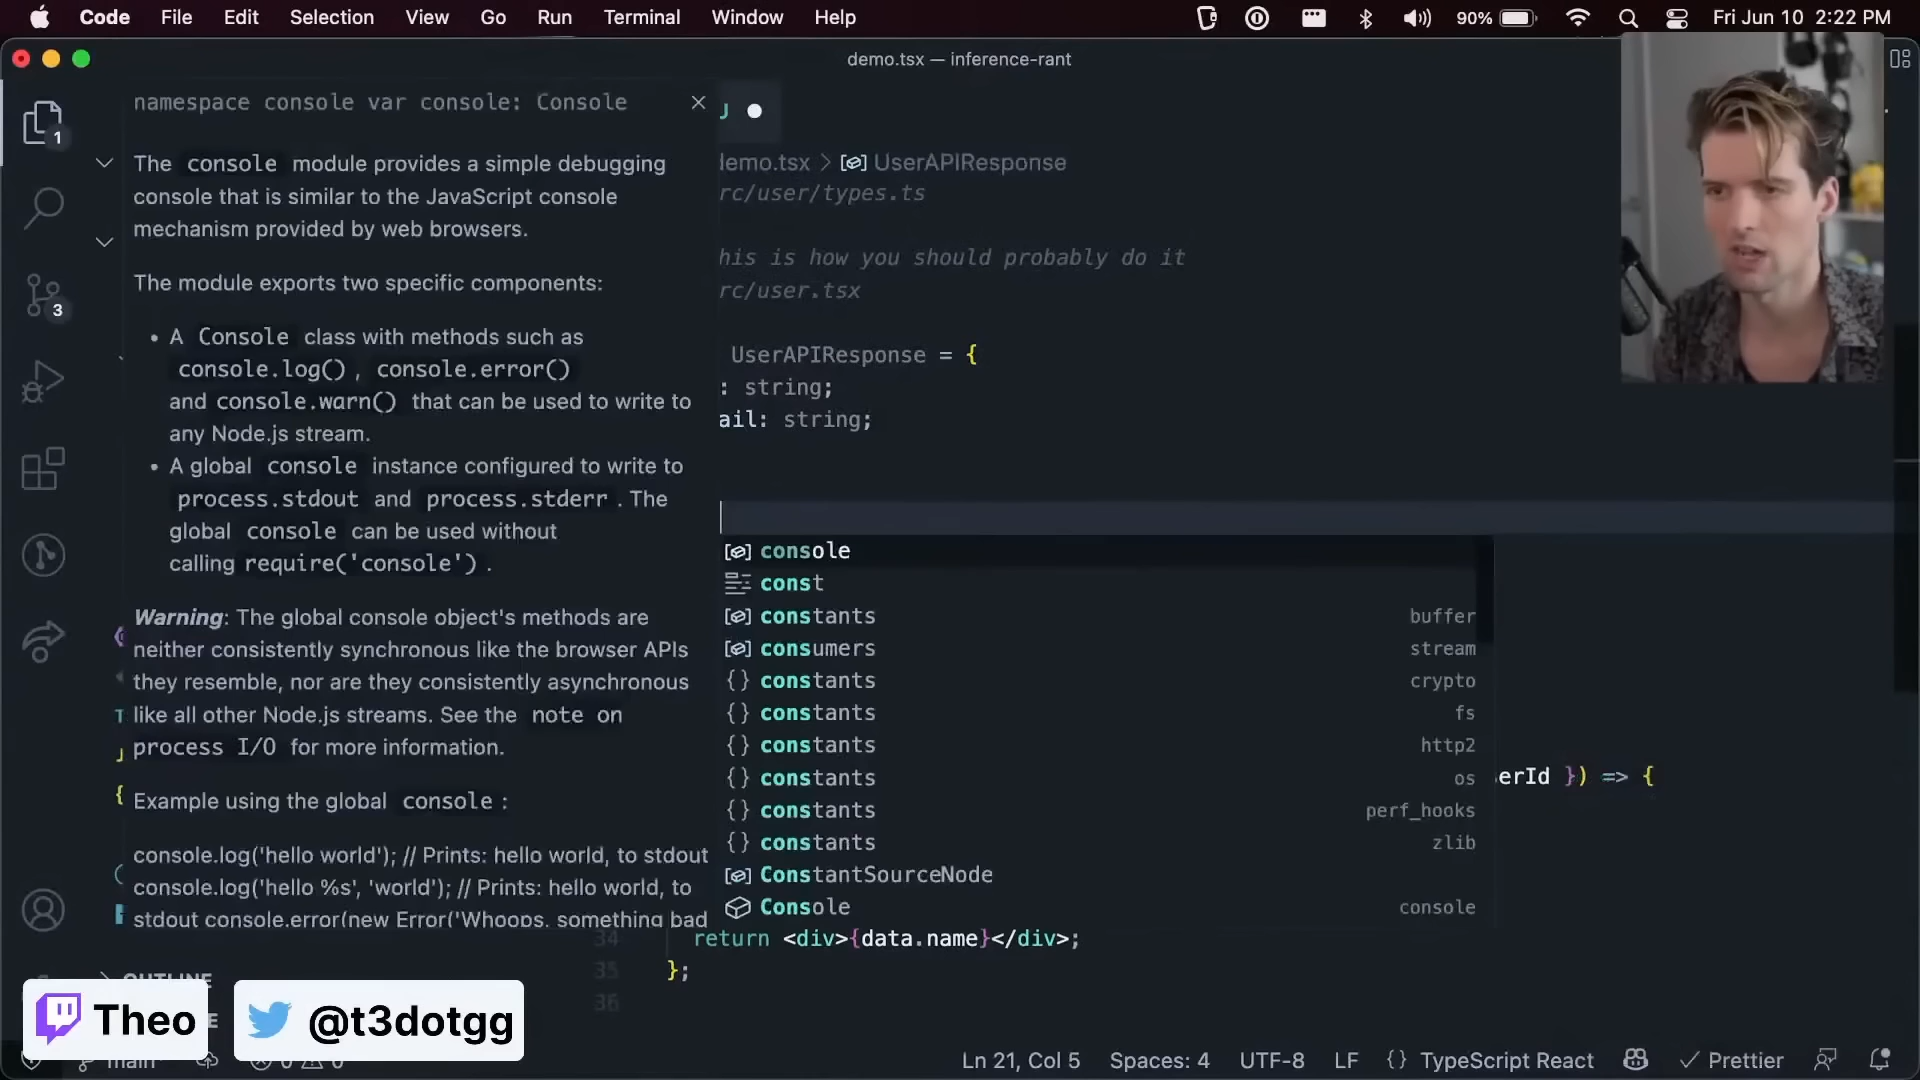 Code File Edit Selection View Go Run Terminal Window Help 90% Fri Jun 10 2:22 PM
demo.tsx — inference-rant
namespace console var console: Console
1
The console module provides a simple debugging
console that is similar to the JavaScript console
mechanism provided by web browsers.
The module exports two specific components:
3
• A Console class with methods such as
console.log() , console.error()
and console.warn() that can be used to write to
any Node.js stream.
• A global console instance configured to write to
process.stdout and process.stderr . The
global console can be used without
calling require('console') .
Warning: The global console object's methods are
neither consistently synchronous like the browser APIs
they resemble, nor are they consistently asynchronous
like all other Node.js streams. See the note on
process I/O for more information.
Example using the global console :
console.log('hello world'); // Prints: hello world, to stdout
console.log('hello %s', 'world'); // Prints: hello world, to
stdout console.error(new Error('Whoops, something bad
demo.tsx > UserAPIResponse
rc/user/types.ts
his is how you should probably do it
rc/user.tsx
UserAPIResponse = {
: string;
ail: string;
console
const
constants buffer
consumers stream
constants crypto
constants fs
constants http2
constants os
constants perf_hooks
constants zlib
ConstantSourceNode
Console console
erId }) => {
34 return <div>{data.name}</div>;
35 };
36
OUTLINE
Theo
@t3dotgg
main 0 0
Ln 21, Col 5 Spaces: 4 UTF-8 LF {} TypeScript React Prettier